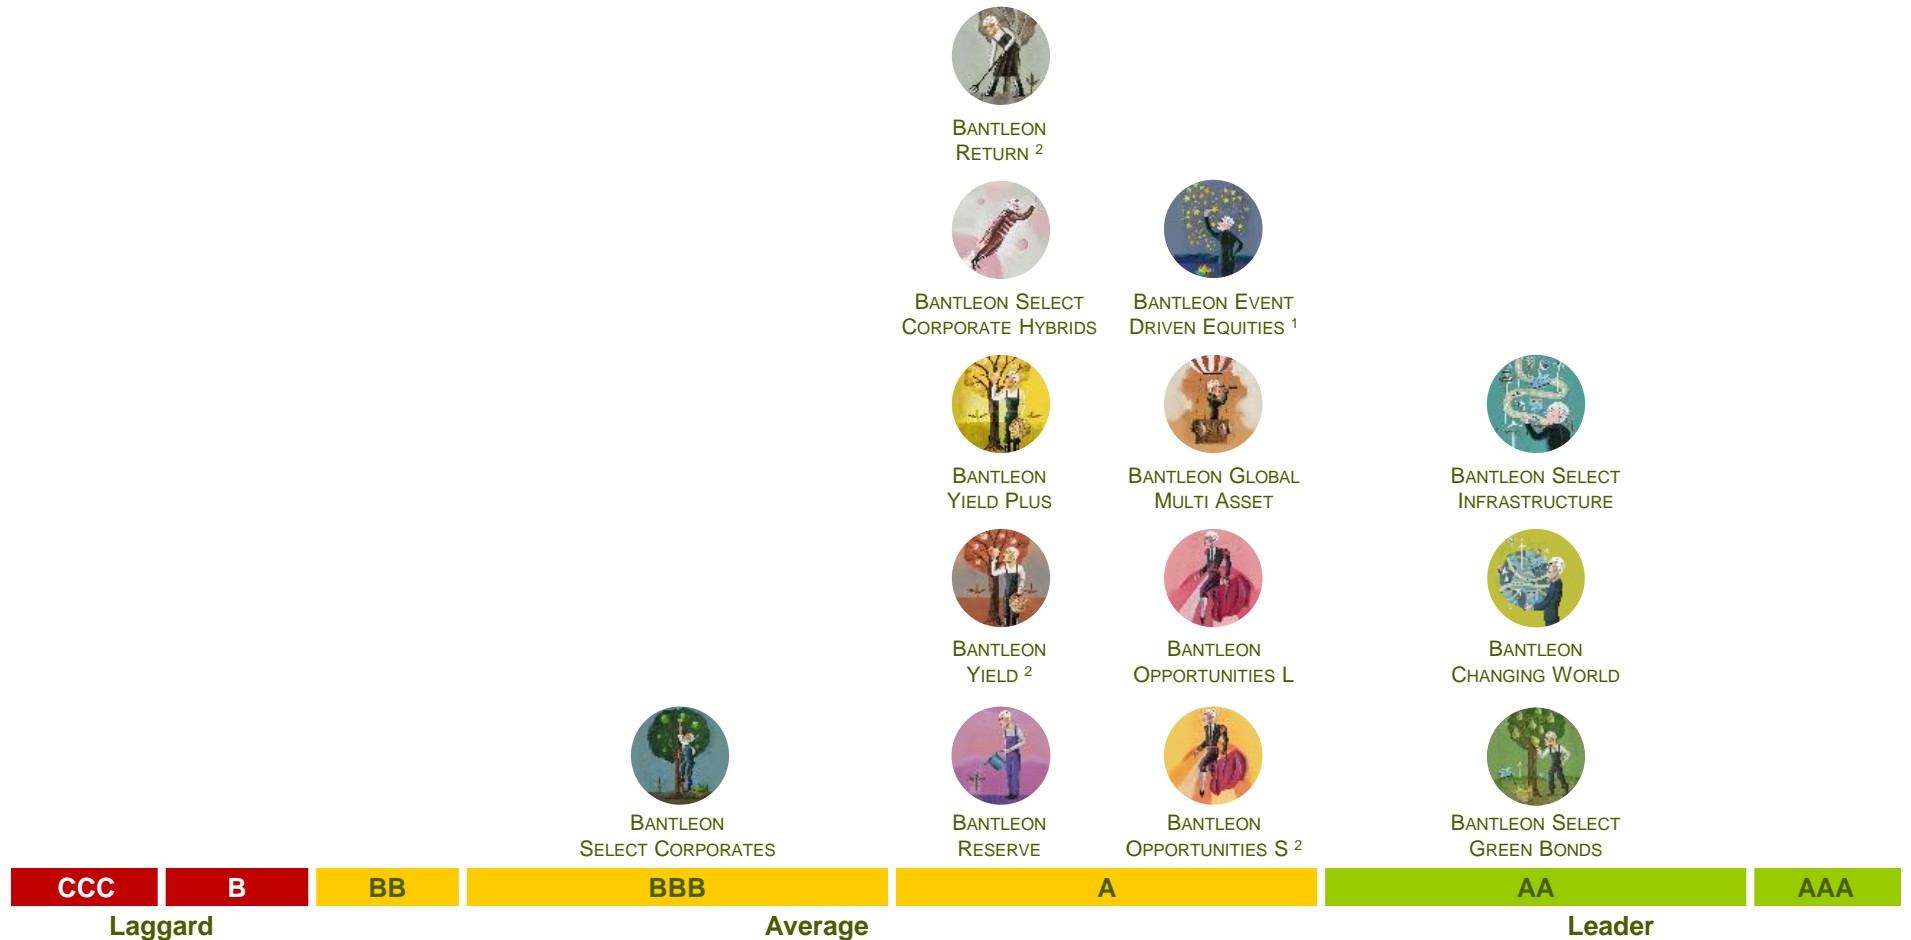 BANTLEON
RETURN ²
BANTLEON SELECT
CORPORATE HYBRIDS
BANTLEON EVENT
DRIVEN EQUITIES ¹
BANTLEON
YIELD PLUS
BANTLEON GLOBAL
MULTI ASSET
BANTLEON SELECT
INFRASTRUCTURE
BANTLEON
YIELD ²
BANTLEON
OPPORTUNITIES L
BANTLEON
CHANGING WORLD
BANTLEON
SELECT CORPORATES
BANTLEON
RESERVE
BANTLEON
OPPORTUNITIES S ²
BANTLEON SELECT
GREEN BONDS
CCC B BB BBB A AA AAA
Laggard Average Leader